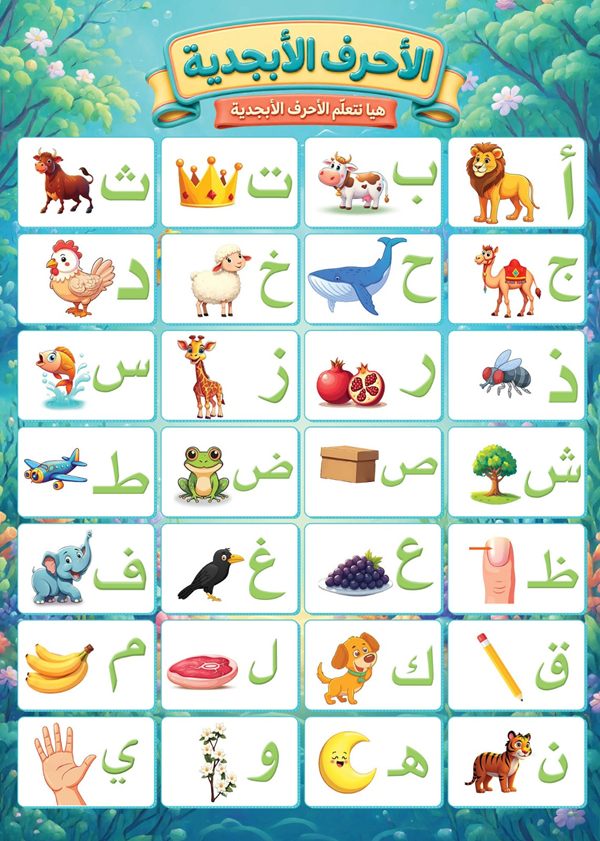 الأحرف الأبجدية
هيا نتعلّم الأحرف الأبجدية
أ ب ت ث
ج ح خ د
ذ ر ز س
ش ص ض ط
ظ ع غ ف
ق ك ل م
ن هـ و ي